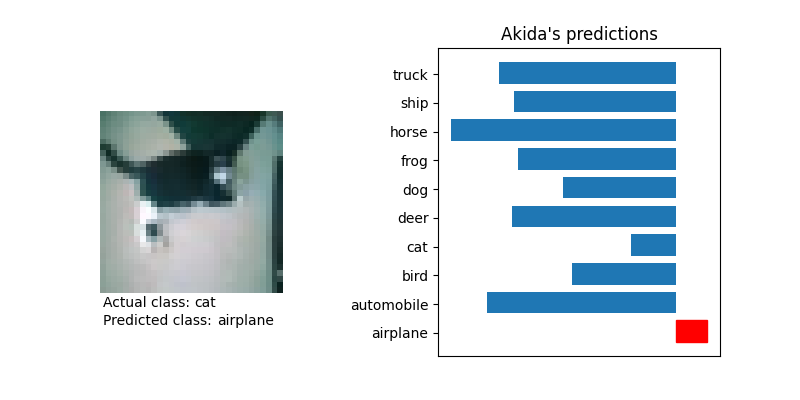 Akida's predictions
truck
ship
horse
frog
dog
deer
cat
bird
automobile
airplane
Actual class: cat
Predicted class: airplane